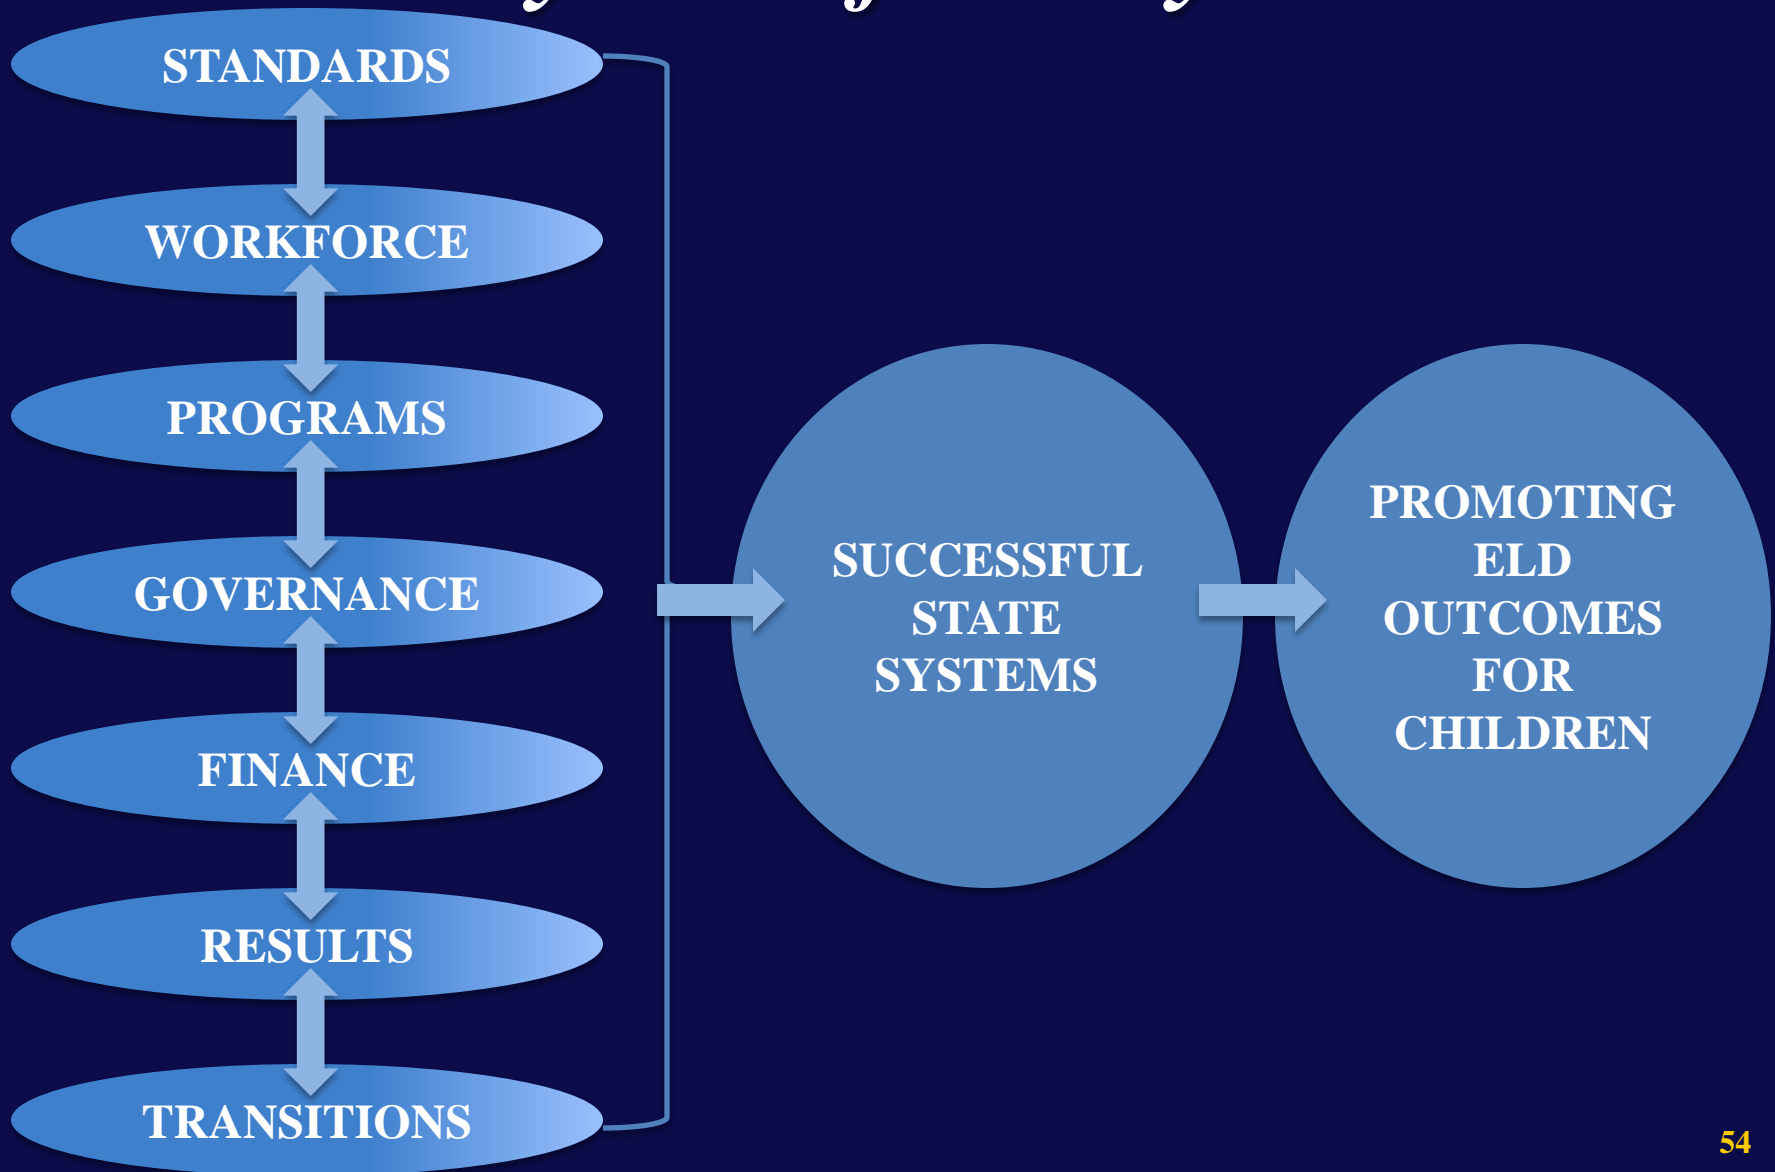 STANDARDS
WORKFORCE
PROGRAMS
GOVERNANCE
FINANCE
RESULTS
TRANSITIONS
SUCCESSFUL
STATE
SYSTEMS
PROMOTING
ELD
OUTCOMES
FOR
CHILDREN
54